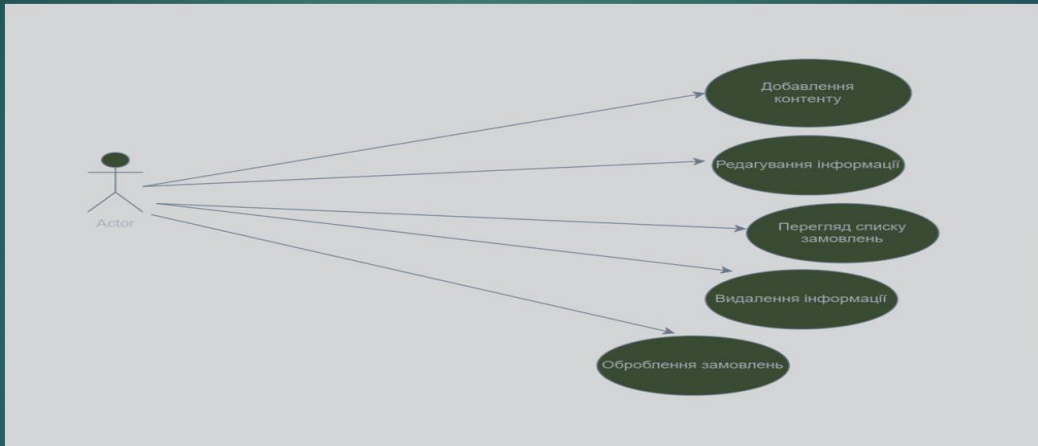 Добавлення
контенту
Редагування інформації
Actor
Перегляд списку
замовлень
Видалення інформації
Оброблення замовлень